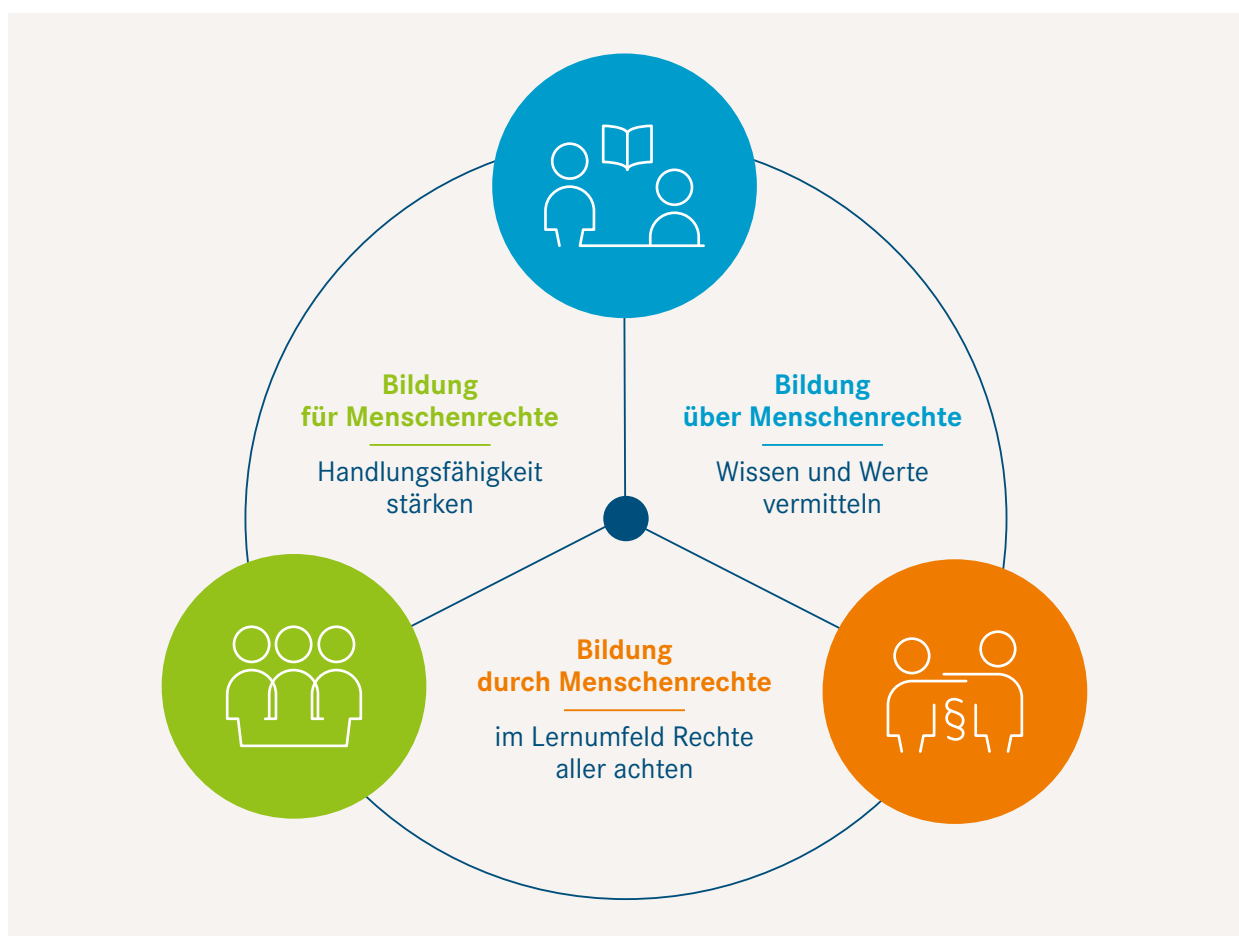 Bildung
für Menschenrechte
Handlungsfähigkeit
stärken
Bildung
über Menschenrechte
Wissen und Werte
vermitteln
Bildung
durch Menschenrechte
im Lernumfeld Rechte
aller achten
§